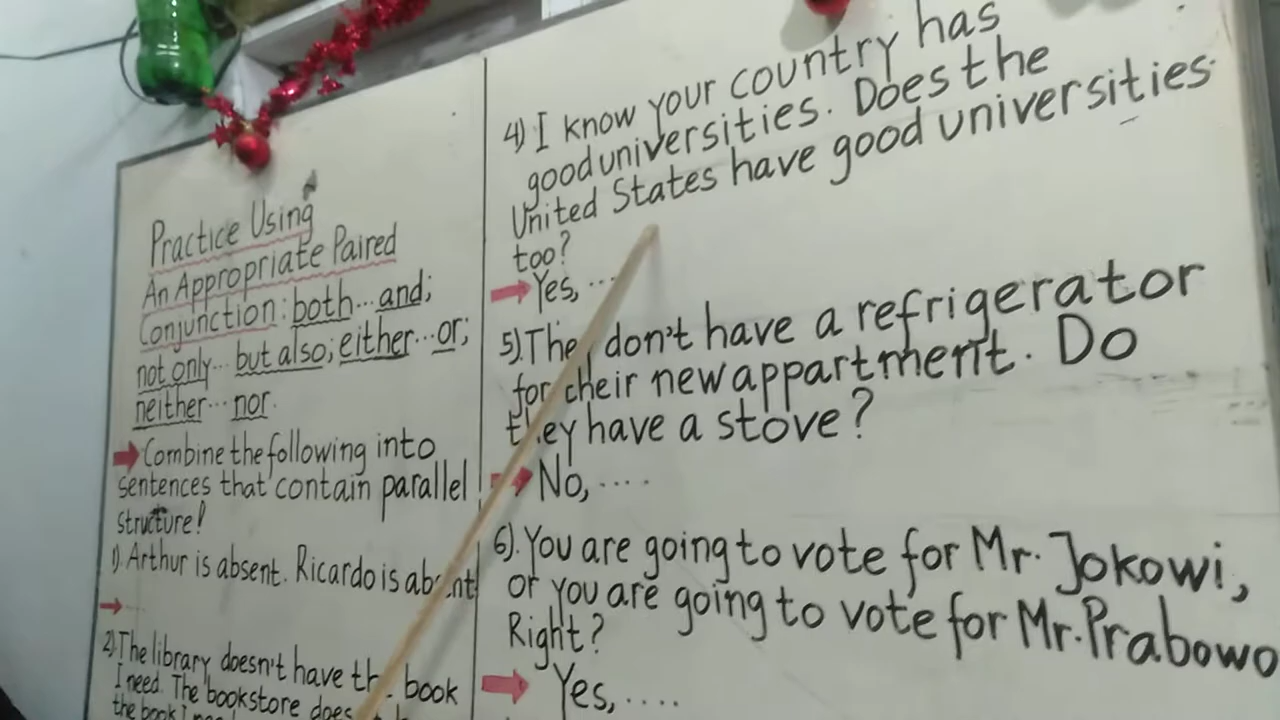 Practice Using
An Appropriate Paired
Conjunction: both... and;
not only... but also; either... or;
neither... nor.
Combine the following into
sentences that contain parallel
structure!
1). Arthur is absent. Ricardo is absent
....
2). The library doesn't have the book
I need. The bookstore does
the book I
4). I know your country has
good universities. Does the
United States have good universities
too?
Yes, ...
5). They don't have a refrigerator
for their new appartment. Do
they have a stove?
No, ....
6). You are going to vote for Mr. Jokowi,
or you are going to vote for Mr. Prabowo
Right?
Yes, ....